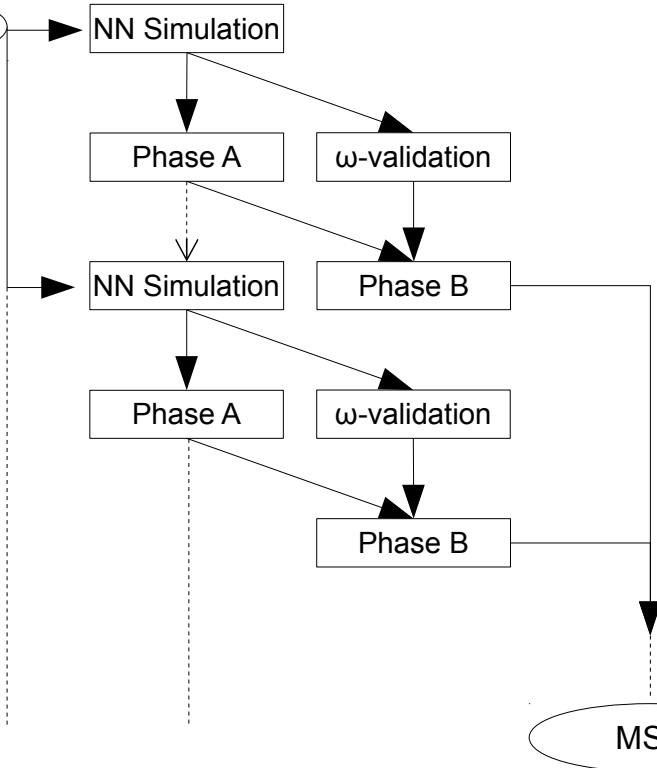 NN Simulation
Phase A
ω-validation
NN Simulation
Phase B
Phase A
ω-validation
Phase B
MS